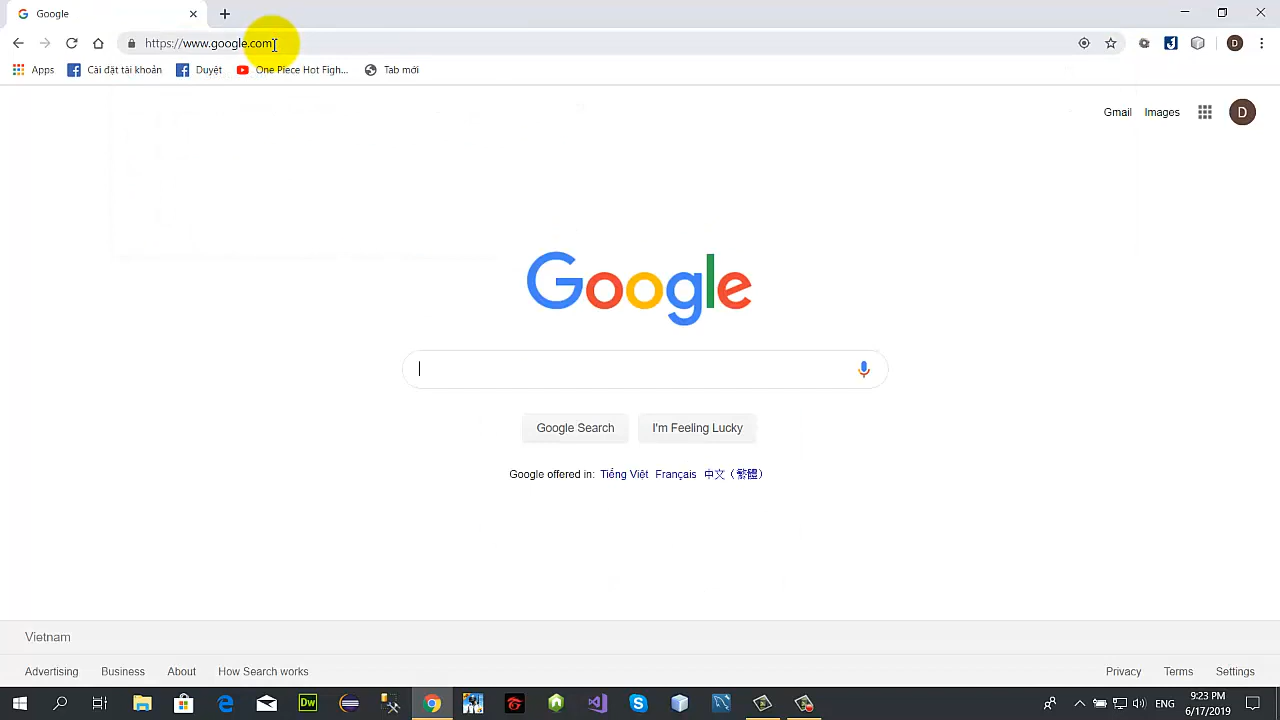 Google
https://www.google.com
Apps
Cài đặt tài khoản
Duyệt
One Piece Hot Figh...
Tab mới
D
Gmail
Images
D
Google
Google Search
I'm Feeling Lucky
Google offered in: Tiếng Việt Français 中文（繁體）
Vietnam
Advertising
Business
About
How Search works
Privacy
Terms
Settings
Dw
ENG
9:23 PM
6/17/2019